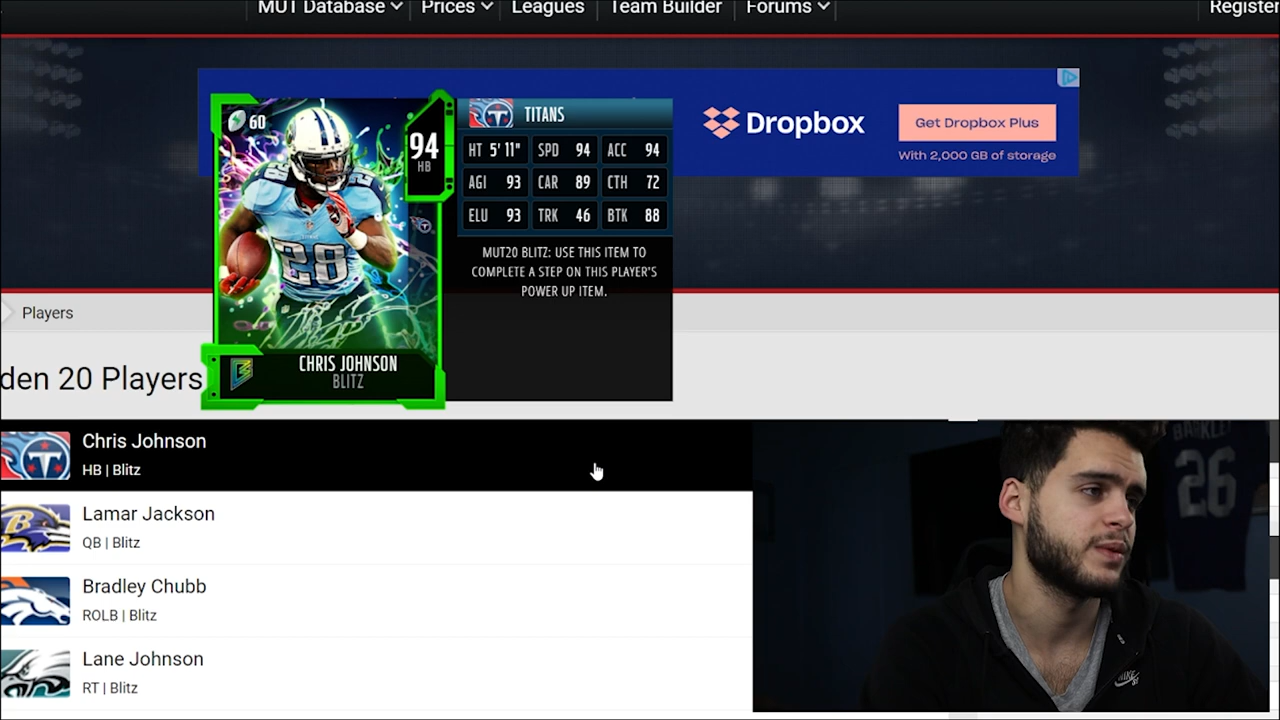 MUT Database
Prices
Leagues
Team Builder
Forums
Register
60
94
HB
28
CHRIS JOHNSON
BLITZ
TITANS
HT 5' 11" SPD 94 ACC 94
AGI 93 CAR 89 CTH 72
ELU 93 TRK 46 BTK 88
MUT20 BLITZ: USE THIS ITEM TO
COMPLETE A STEP ON THIS PLAYER'S
POWER UP ITEM.
Dropbox
Get Dropbox Plus
With 2,000 GB of storage
Players
den 20 Players
Chris Johnson
HB | Blitz
Lamar Jackson
QB | Blitz
Bradley Chubb
ROLB | Blitz
Lane Johnson
RT | Blitz
BARKLEY
26
NIKE